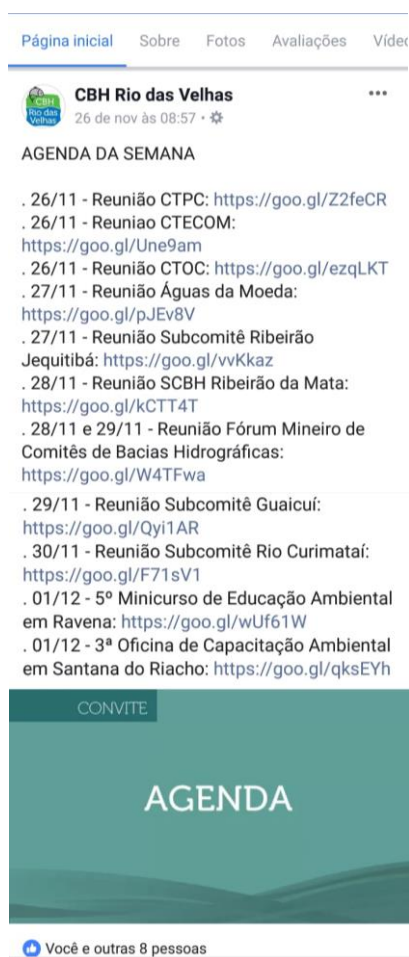 Página inicial Sobre Fotos Avaliações
CBH Rio das Velhas
CBH
Rio das
Velhas
26 de nov às 08:57 •
AGENDA DA SEMANA
. 26/11 - Reunião CTPC: https://goo.gl/Z2feCR
. 26/11 - Reuniao CTECOM:
https://goo.gl/Une9am
. 26/11 - Reunião CTOC: https://goo.gl/ezqLKT
. 27/11 - Reunião Águas da Moeda:
https://goo.gl/pJEv8V
. 27/11 - Reunião Subcomitê Ribeirão
Jequitibá: https://goo.gl/vvKkaz
. 28/11 - Reunião SCBH Ribeirão da Mata:
https://goo.gl/kCTT4T
. 28/11 e 29/11 - Reunião Fórum Mineiro de
Comitês de Bacias Hidrográficas:
https://goo.gl/W4TFwa
. 29/11 - Reunião Subcomitê Guaicuí:
https://goo.gl/Qyi1AR
. 30/11 - Reunião Subcomitê Rio Curimataí:
https://goo.gl/F71sV1
. 01/12 - 5º Minicurso de Educação Ambiental
em Ravena: https://goo.gl/wUf61W
. 01/12 - 3ª Oficina de Capacitação Ambiental
em Santana do Riacho: https://goo.gl/qksEYh
CONVITE
AGENDA
Você e outras 8 pessoas